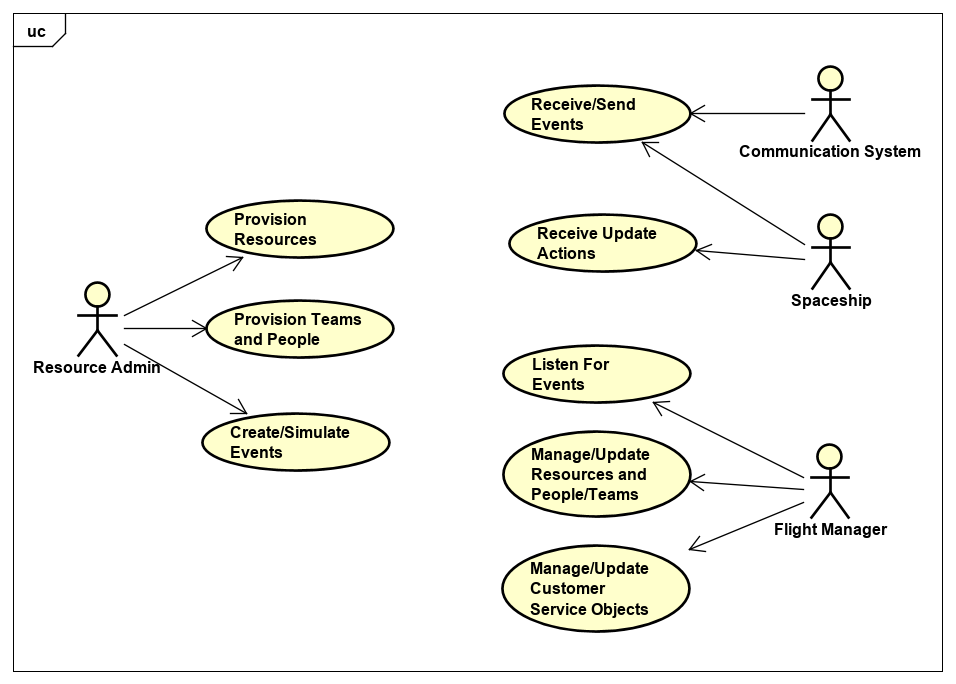 uc
Receive/Send
Events
Communication System
Provision
Resources
Receive Update
Actions
Spaceship
Provision Teams
and People
Resource Admin
Listen For
Events
Create/Simulate
Events
Manage/Update
Resources and
People/Teams
Flight Manager
Manage/Update
Customer
Service Objects